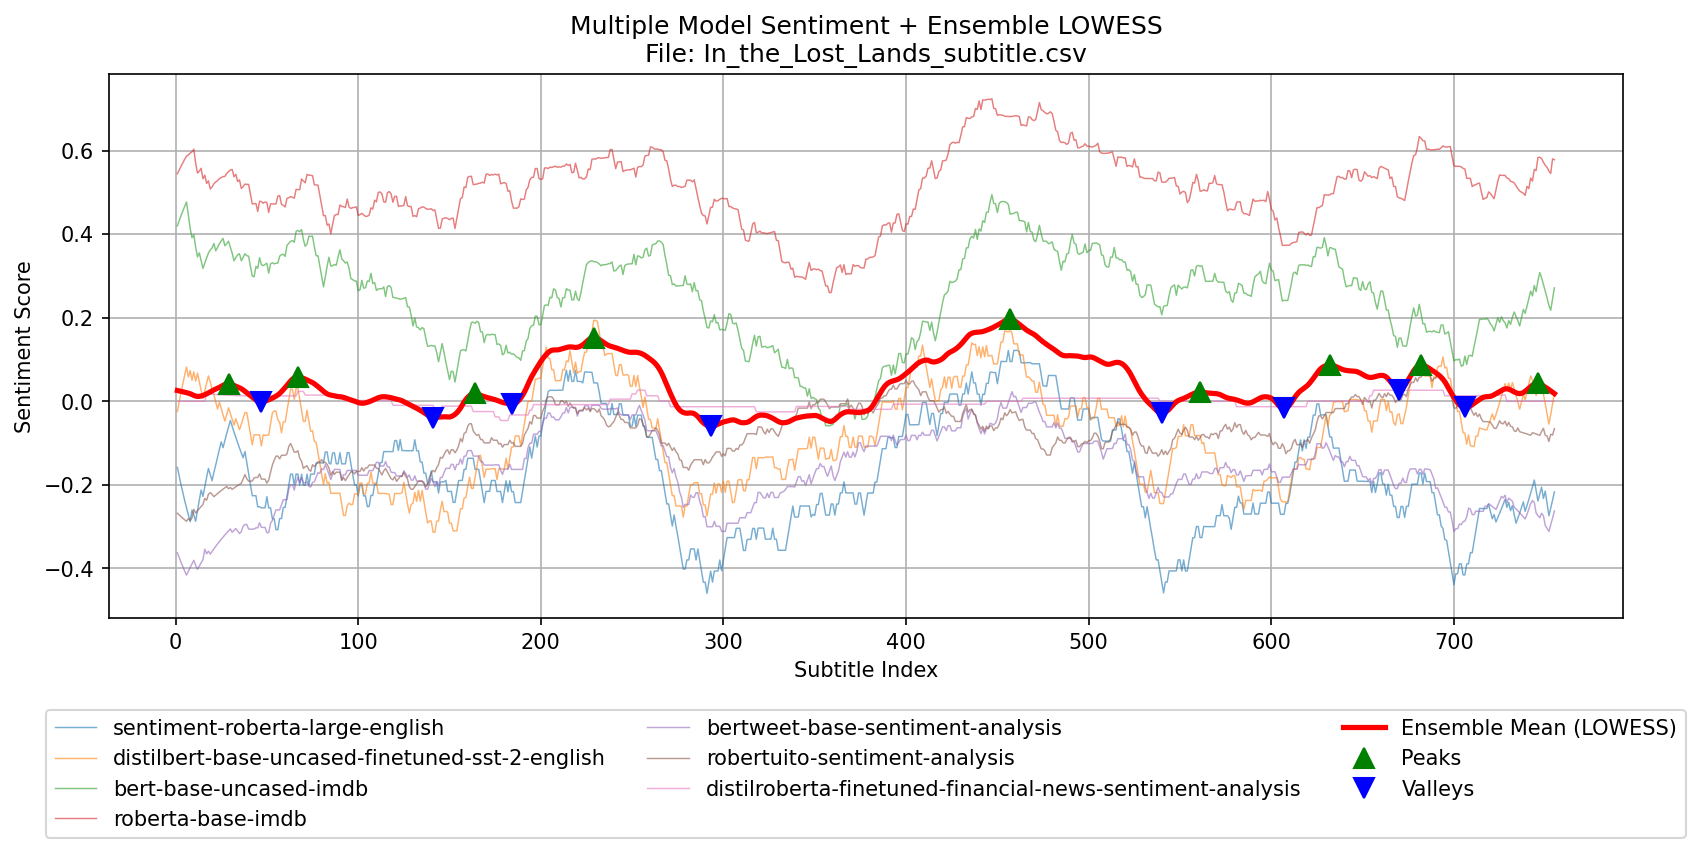 Multiple Model Sentiment + Ensemble LOWESS
File: In_the_Lost_Lands_subtitle.csv
Sentiment Score
0.6
0.4
0.2
0.0
−0.2
−0.4
0 100 200 300 400 500 600 700
Subtitle Index
sentiment-roberta-large-english
distilbert-base-uncased-finetuned-sst-2-english
bert-base-uncased-imdb
roberta-base-imdb
bertweet-base-sentiment-analysis
robertuito-sentiment-analysis
distilroberta-finetuned-financial-news-sentiment-analysis
Ensemble Mean (LOWESS)
Peaks
Valleys